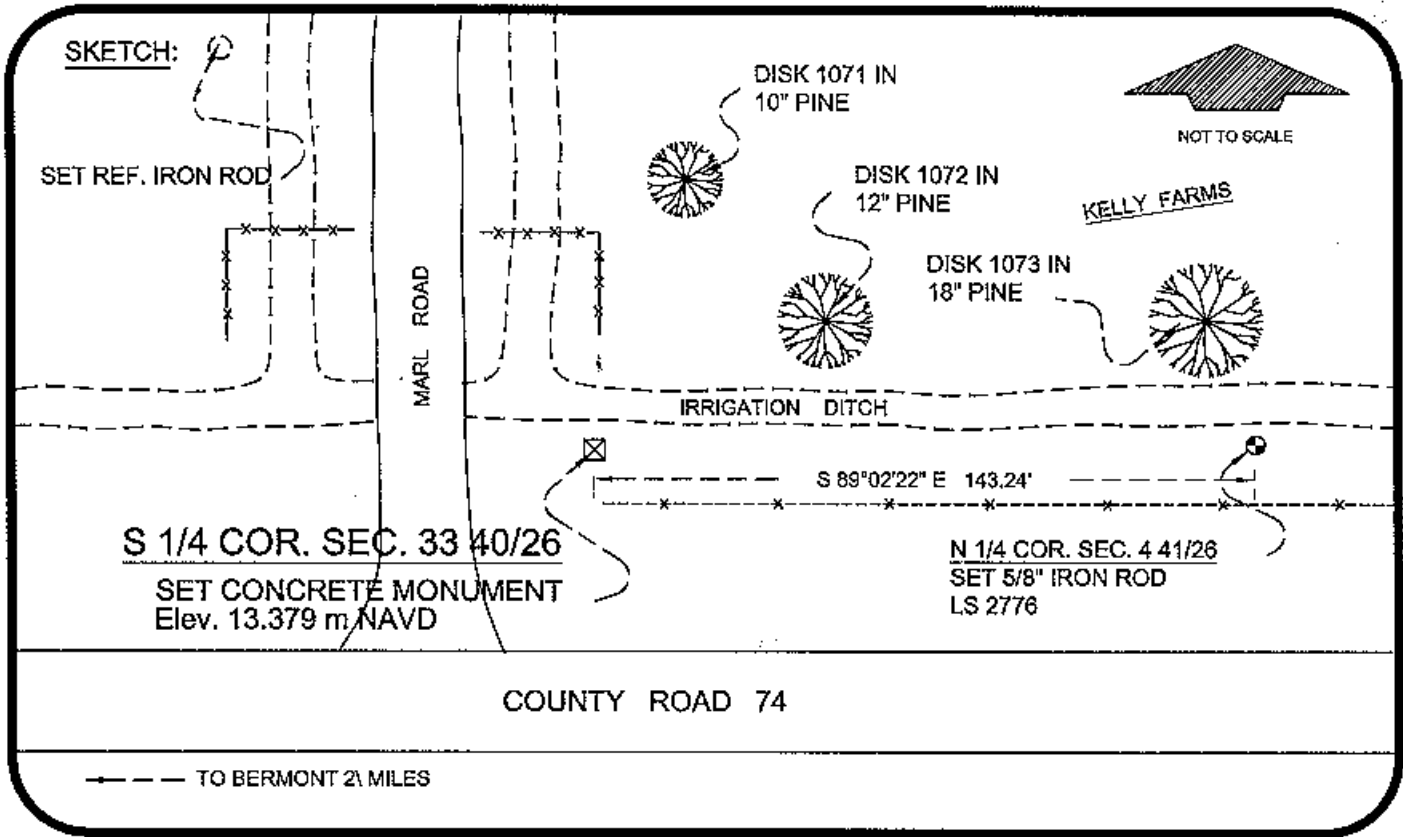 SKETCH:
DISK 1071 IN
10" PINE
NOT TO SCALE
SET REF. IRON ROD
DISK 1072 IN
12" PINE
KELLY FARMS
DISK 1073 IN
18" PINE
MARL ROAD
IRRIGATION DITCH
S 89°02'22" E 143.24'
S 1/4 COR. SEC. 33 40/26
SET CONCRETE MONUMENT
Elev. 13.379 m NAVD
N 1/4 COR. SEC. 4 41/26
SET 5/8" IRON ROD
LS 2776
COUNTY ROAD 74
TO BERMONT 2\ MILES